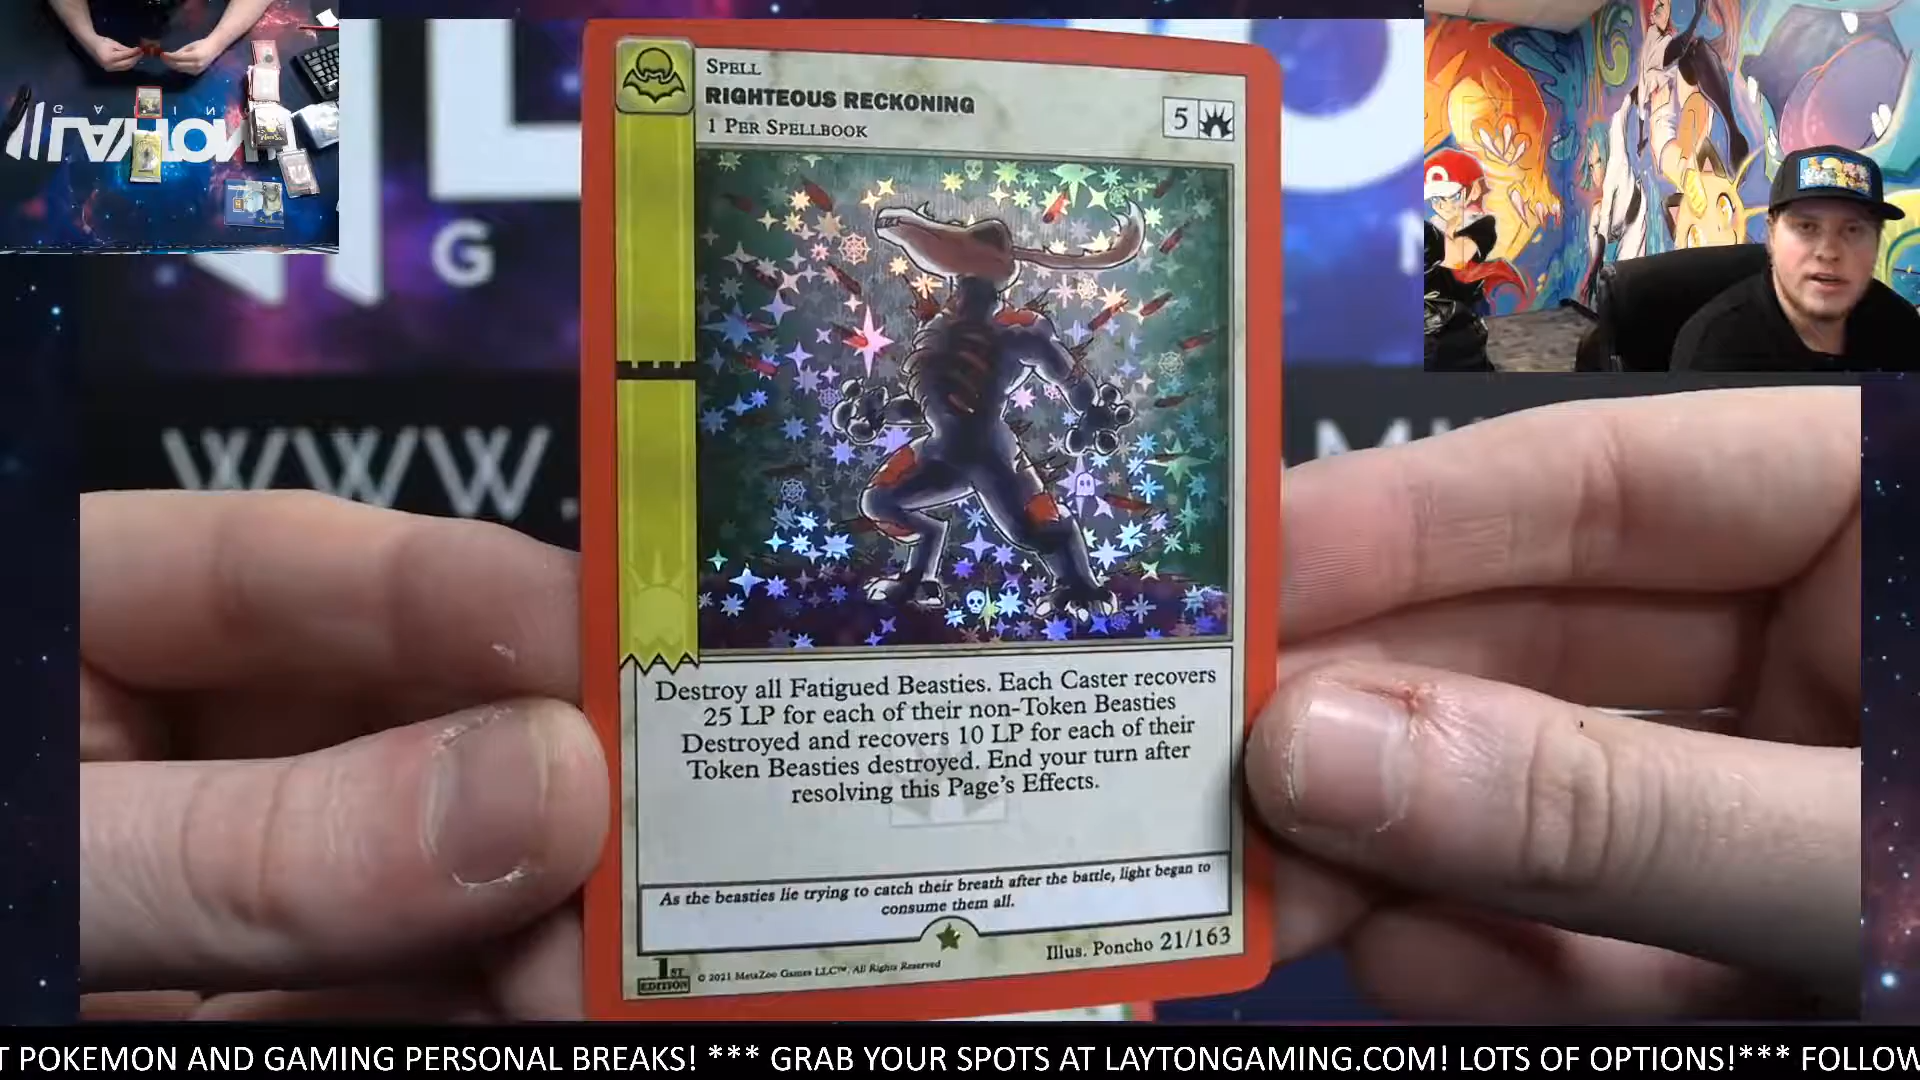 SPELL
RIGHTEOUS RECKONING
1 PER SPELLBOOK
5
Destroy all Fatigued Beasties. Each Caster recovers
25 LP for each of their non-Token Beasties
Destroyed and recovers 10 LP for each of their
Token Beasties destroyed. End your turn after
resolving this Page's Effects.
As the beasties lie trying to catch their breath after the battle, light began to
consume them all.
Illus. Poncho 21/163
1ST
EDITION
© 2021 MetaZoo Games LLC™, All Rights Reserved
G
WWW.
T POKEMON AND GAMING PERSONAL BREAKS! *** GRAB YOUR SPOTS AT LAYTONGAMING.COM! LOTS OF OPTIONS!*** FOLLOW